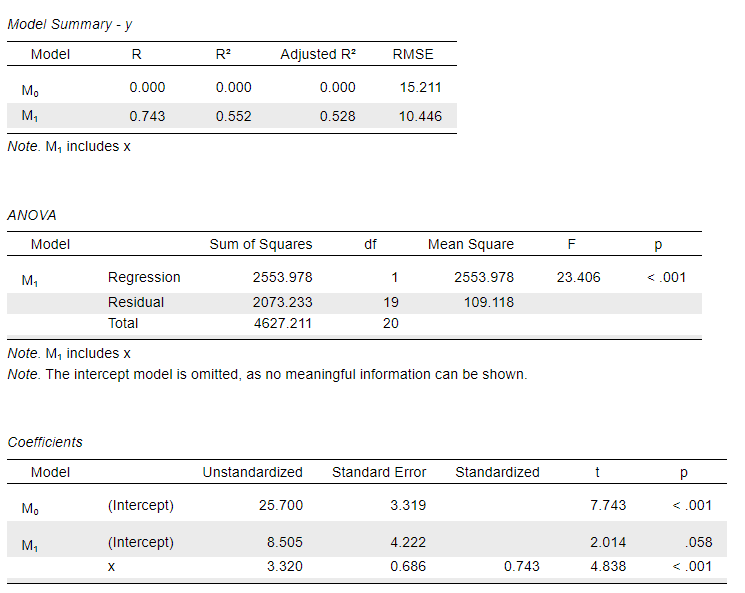 Model Summary - y
Model R R² Adjusted R² RMSE
M₀ 0.000 0.000 0.000 15.211
M₁ 0.743 0.552 0.528 10.446
Note. M₁ includes x
ANOVA
Model Sum of Squares df Mean Square F p
M₁ Regression 2553.978 1 2553.978 23.406 < .001
Residual 2073.233 19 109.118
Total 4627.211 20
Note. M₁ includes x
Note. The intercept model is omitted, as no meaningful information can be shown.
Coefficients
Model Unstandardized Standard Error Standardized t p
M₀ (Intercept) 25.700 3.319 7.743 < .001
M₁ (Intercept) 8.505 4.222 2.014 .058
x 3.320 0.686 0.743 4.838 < .001